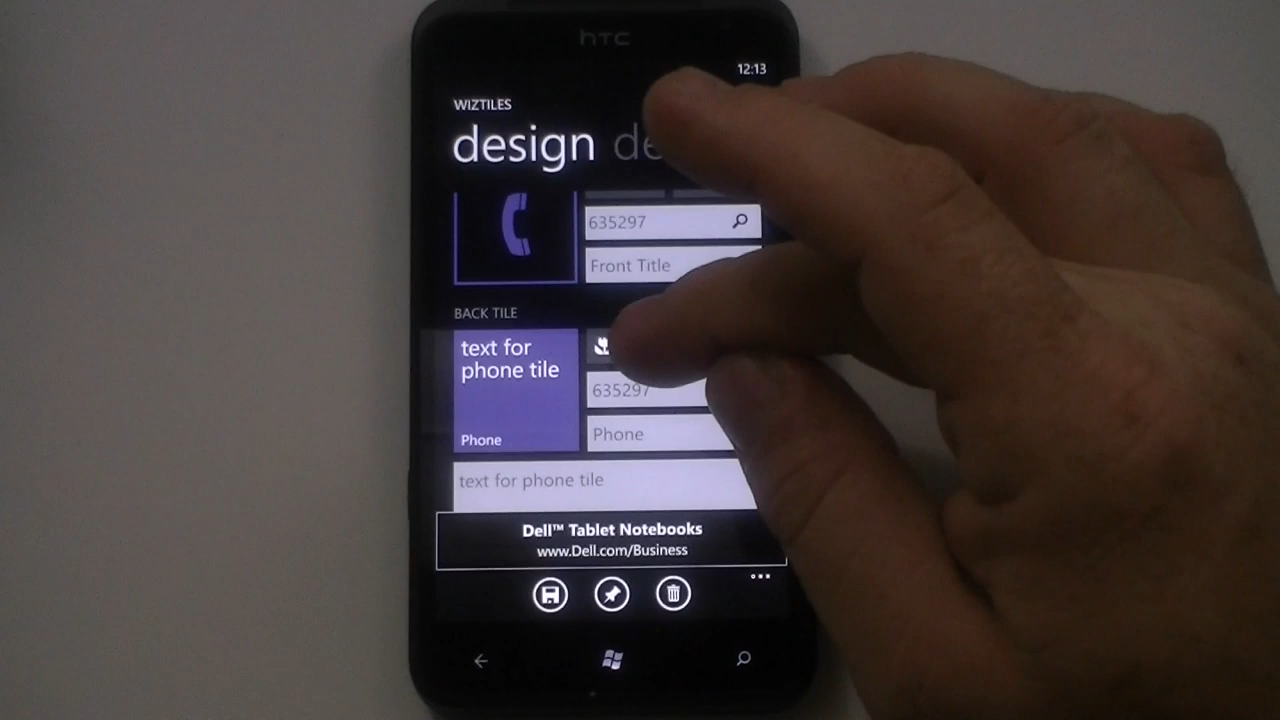 hTC
12:13
WIZTILES
design de
635297
Front Title
BACK TILE
text for
phone tile
Phone
635297
Phone
text for phone tile
Dell™ Tablet Notebooks
www.Dell.com/Business